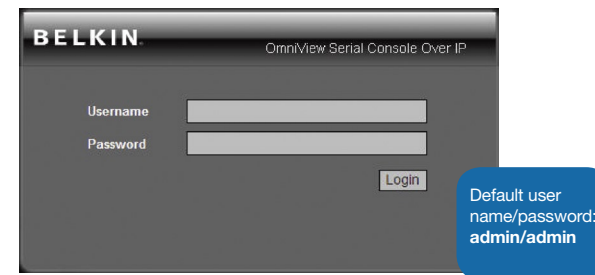 BELKIN.
OmniView Serial Console Over IP
Username
Password
Login
Default user
name/password:
admin/admin